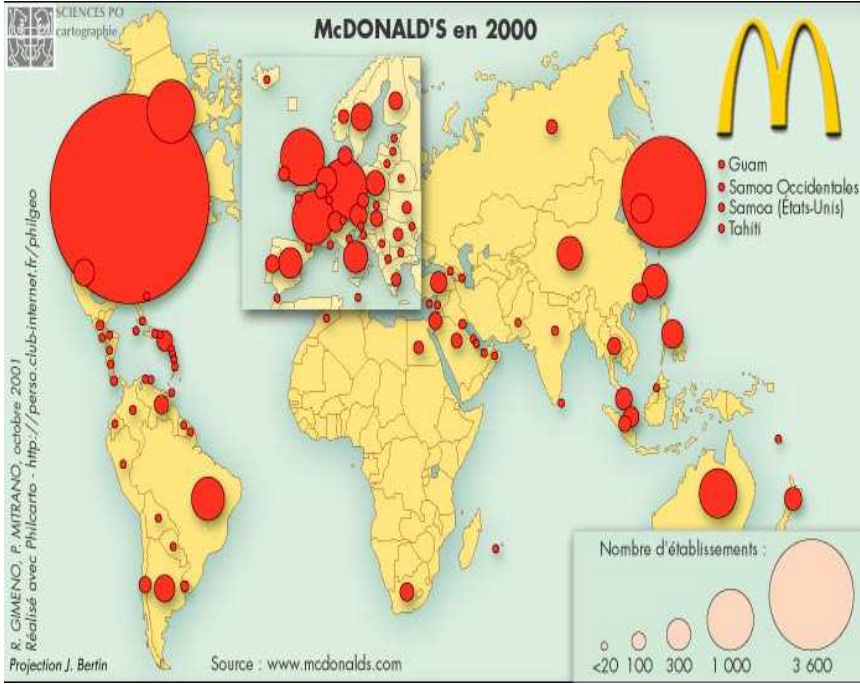 SCIENCES PO
cartographie
McDONALD'S en 2000
Guam
Samoa Occidentales
Samoa (États-Unis)
Tahiti
R. GIMENO, P. MITRANO, octobre 2001
Réalisé avec Philcarto - http://perso.club-internet.fr/philgeo
Nombre d'établissements :
<20 100 300 1 000 3 600
Projection J. Bertin
Source : www.mcdonalds.com